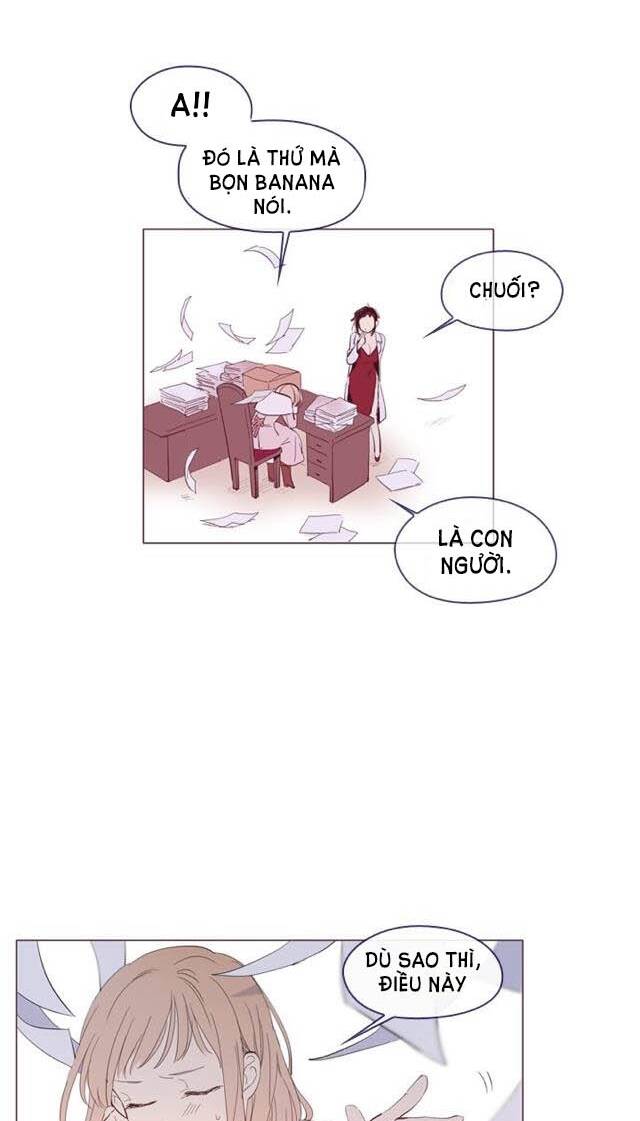 A!!
ĐÓ LÀ THỨ MÀ
BỌN BANANA
NÓI.
CHUỐI?
LÀ CON
NGƯỜI.
DÙ SAO THÌ,
ĐIỀU NÀY